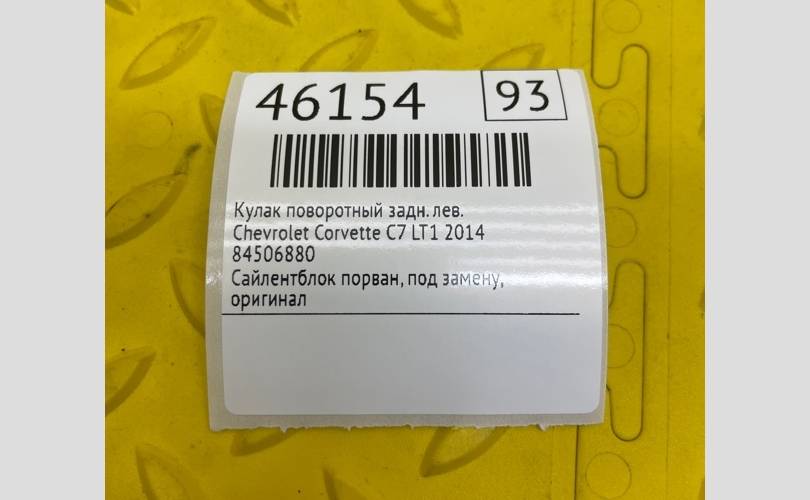 46154
93
Кулак поворотный задн. лев.
Chevrolet Corvette C7 LT1 2014
84506880
Сайлентблок порван, под замену,
оригинал